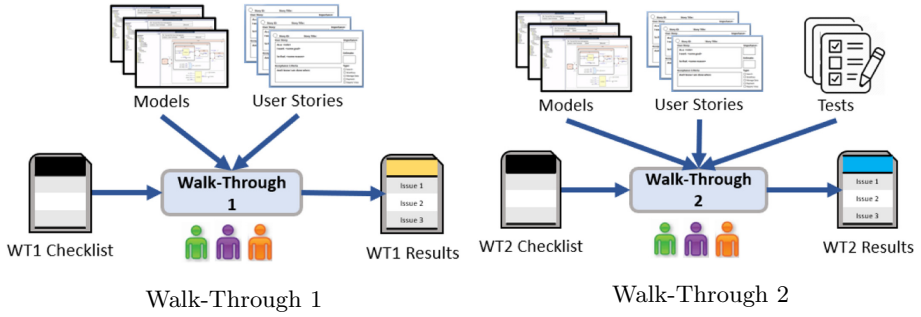 Models
User Stories
Walk-Through
1
WT1 Checklist
Issue 1
Issue 2
Issue 3
WT1 Results
Walk-Through 1
Models
User Stories
Tests
Walk-Through
2
WT2 Checklist
Issue 1
Issue 2
Issue 3
WT2 Results
Walk-Through 2